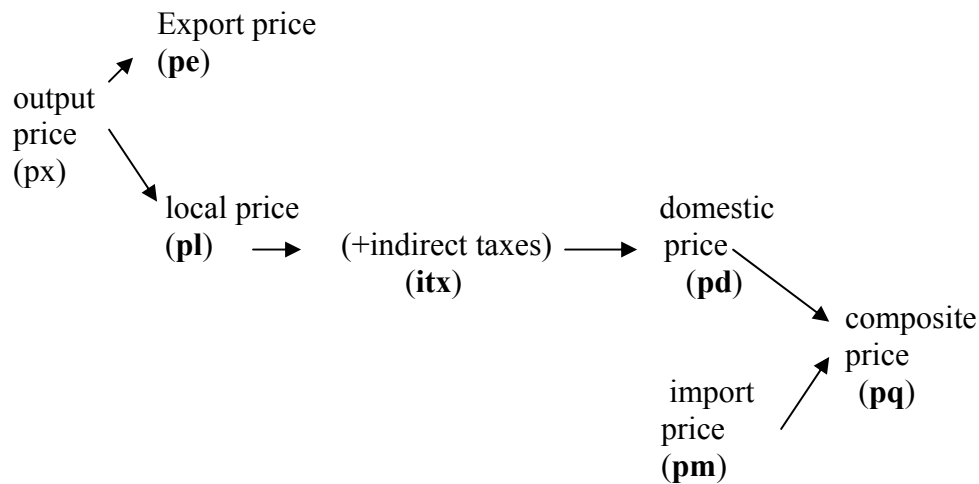 Export price
(pe)
output
price
(px)
local price
(pl)
(+indirect taxes)
(itx)
domestic
price
(pd)
composite
price
(pq)
import
price
(pm)